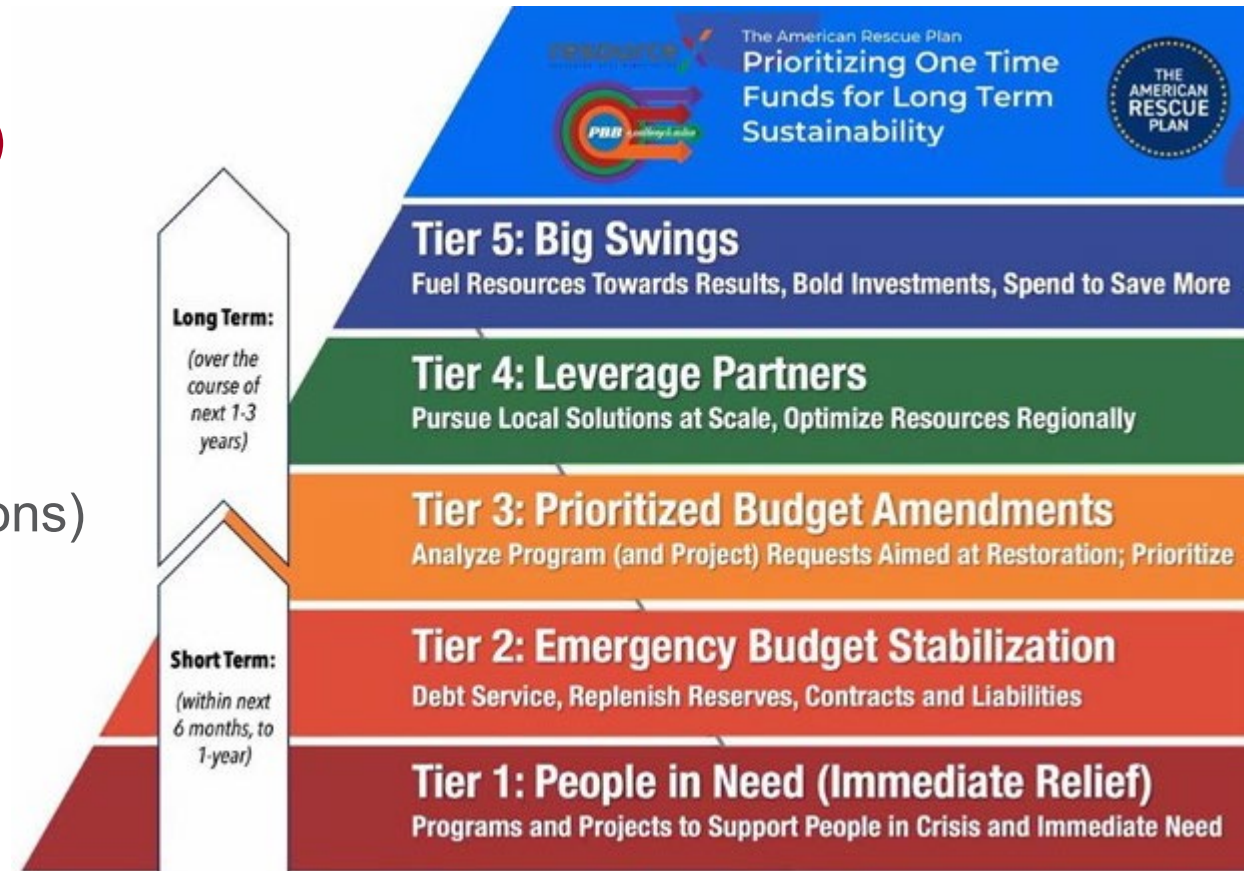 )
ons)
resource
The American Rescue Plan
Prioritizing One Time
Funds for Long Term
Sustainability
PBB
THE
AMERICAN
RESCUE
PLAN
Tier 5: Big Swings
Fuel Resources Towards Results, Bold Investments, Spend to Save More
Tier 4: Leverage Partners
Pursue Local Solutions at Scale, Optimize Resources Regionally
Tier 3: Prioritized Budget Amendments
Analyze Program (and Project) Requests Aimed at Restoration; Prioritize
Tier 2: Emergency Budget Stabilization
Debt Service, Replenish Reserves, Contracts and Liabilities
Tier 1: People in Need (Immediate Relief)
Programs and Projects to Support People in Crisis and Immediate Need
Long Term:
(over the
course of
next 1-3
years)
Short Term:
(within next
6 months, to
1-year)